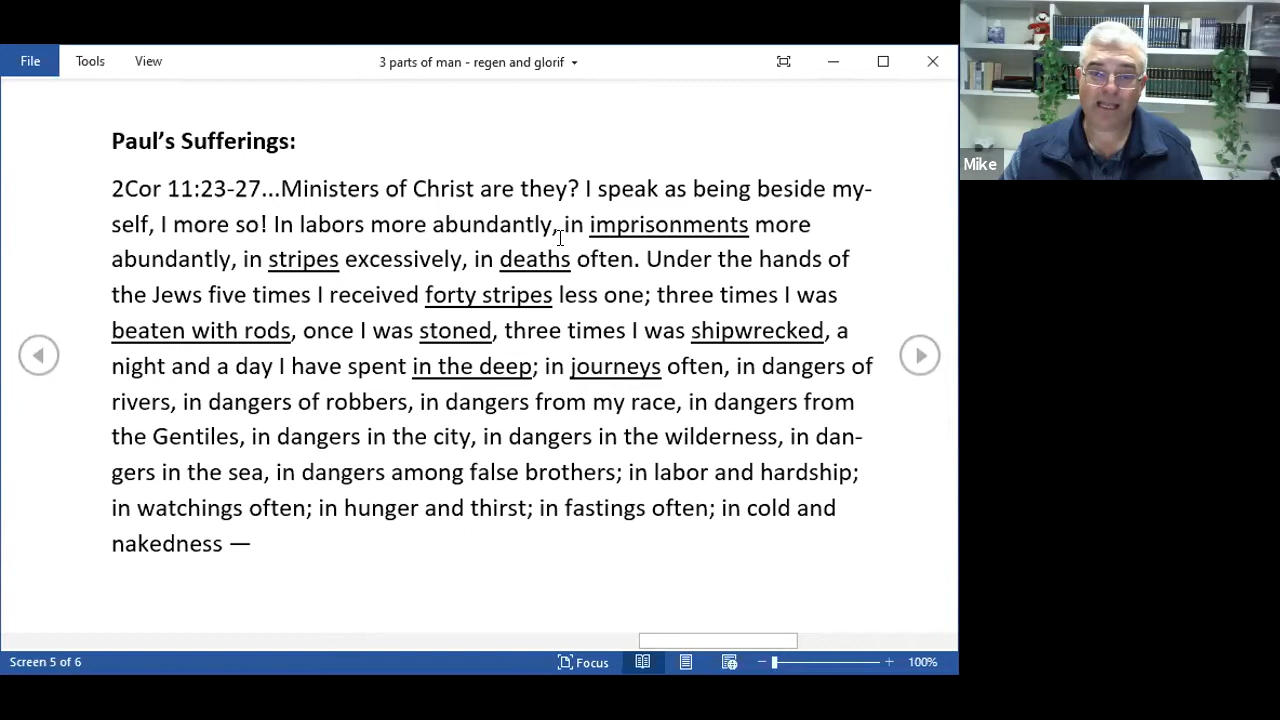 File Tools View 3 parts of man - regen and glorif
Mike
Paul’s Sufferings:
2Cor 11:23-27...Ministers of Christ are they? I speak as being beside my-
self, I more so! In labors more abundantly, in imprisonments more
abundantly, in stripes excessively, in deaths often. Under the hands of
the Jews five times I received forty stripes less one; three times I was
beaten with rods, once I was stoned, three times I was shipwrecked, a
night and a day I have spent in the deep; in journeys often, in dangers of
rivers, in dangers of robbers, in dangers from my race, in dangers from
the Gentiles, in dangers in the city, in dangers in the wilderness, in dan-
gers in the sea, in dangers among false brothers; in labor and hardship;
in watchings often; in hunger and thirst; in fastings often; in cold and
nakedness —
Screen 5 of 6 Focus 100%